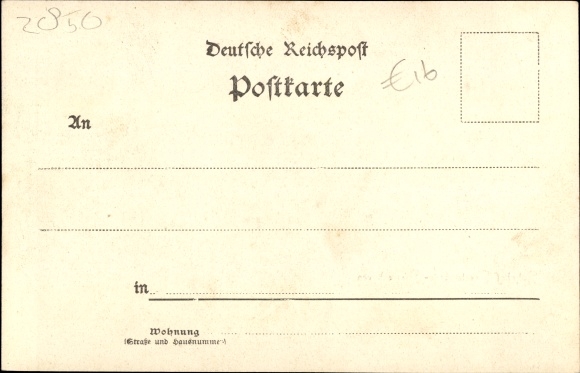 2850
Deutsche Reichspost
Postkarte
€16
An
in
Wohnung
(Straße und Hausnummer)